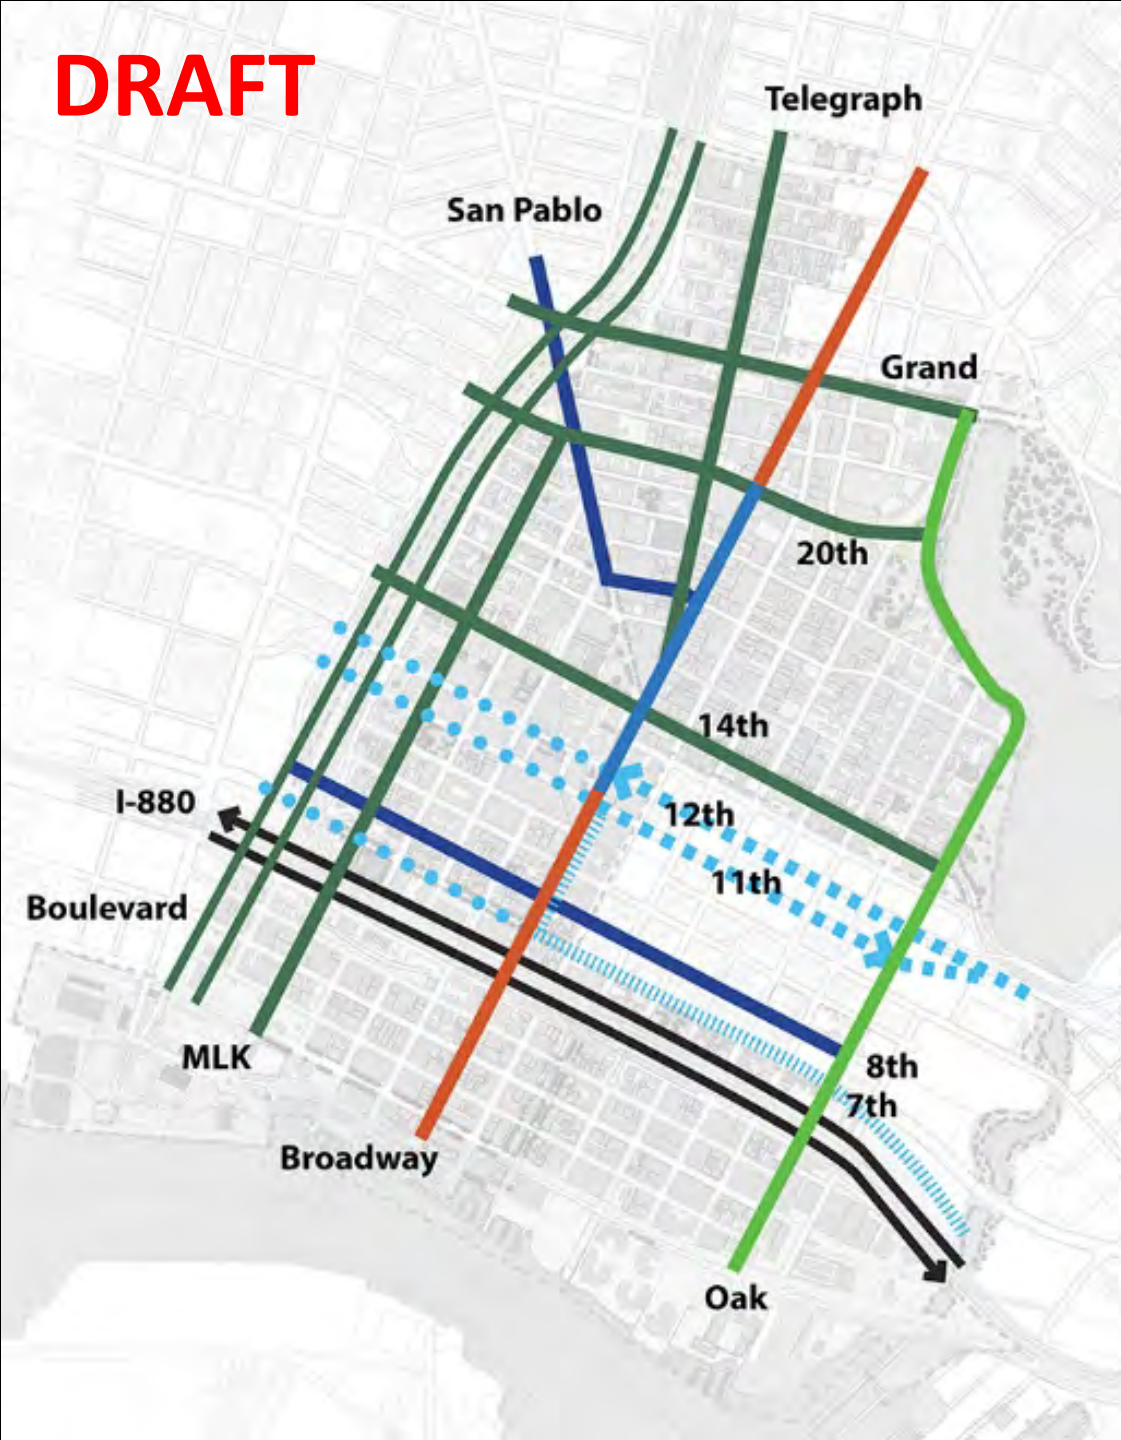 DRAFT
Telegraph
San Pablo
Grand
20th
14th
I-880
12th
11th
Boulevard
MLK
8th
7th
Broadway
Oak